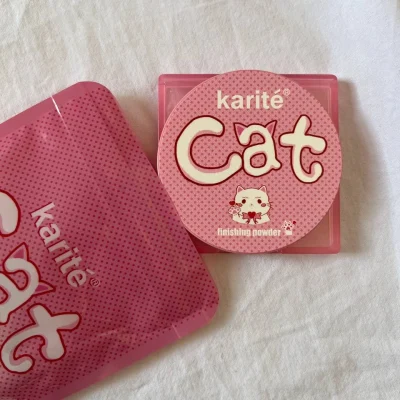 karité®
Cat
finishing powder
karité®
Cat